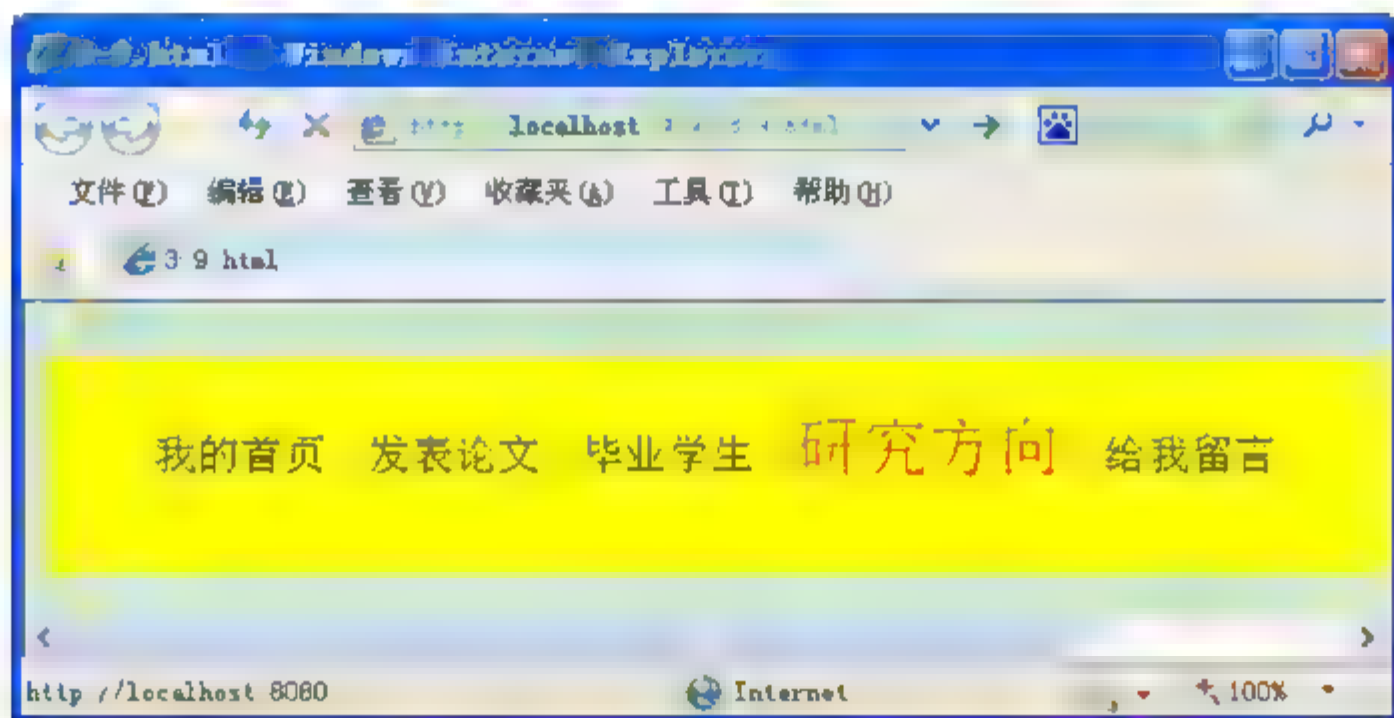 localhost
文件(F) 编辑(E) 查看(V) 收藏夹(A) 工具(T) 帮助(H)
3 9 html
我的首页 发表论文 毕业学生 研究方向 给我留言
http //localhost 8080 Internet 100%